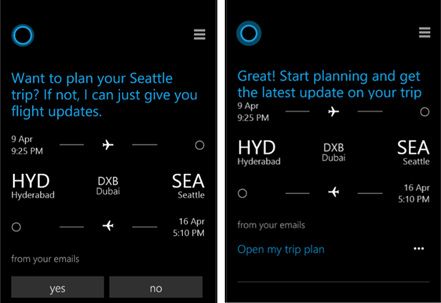 Want to plan your Seattle
trip? If not, I can just give you
flight updates.
9 Apr
9:25 PM
HYD
Hyderabad
DXB
Dubai
SEA
Seattle
16 Apr
5:10 PM
from your emails
yes
no
Great! Start planning and get
the latest update on your trip
9 Apr
9:25 PM
HYD
Hyderabad
DXB
Dubai
SEA
Seattle
16 Apr
5:10 PM
from your emails
Open my trip plan